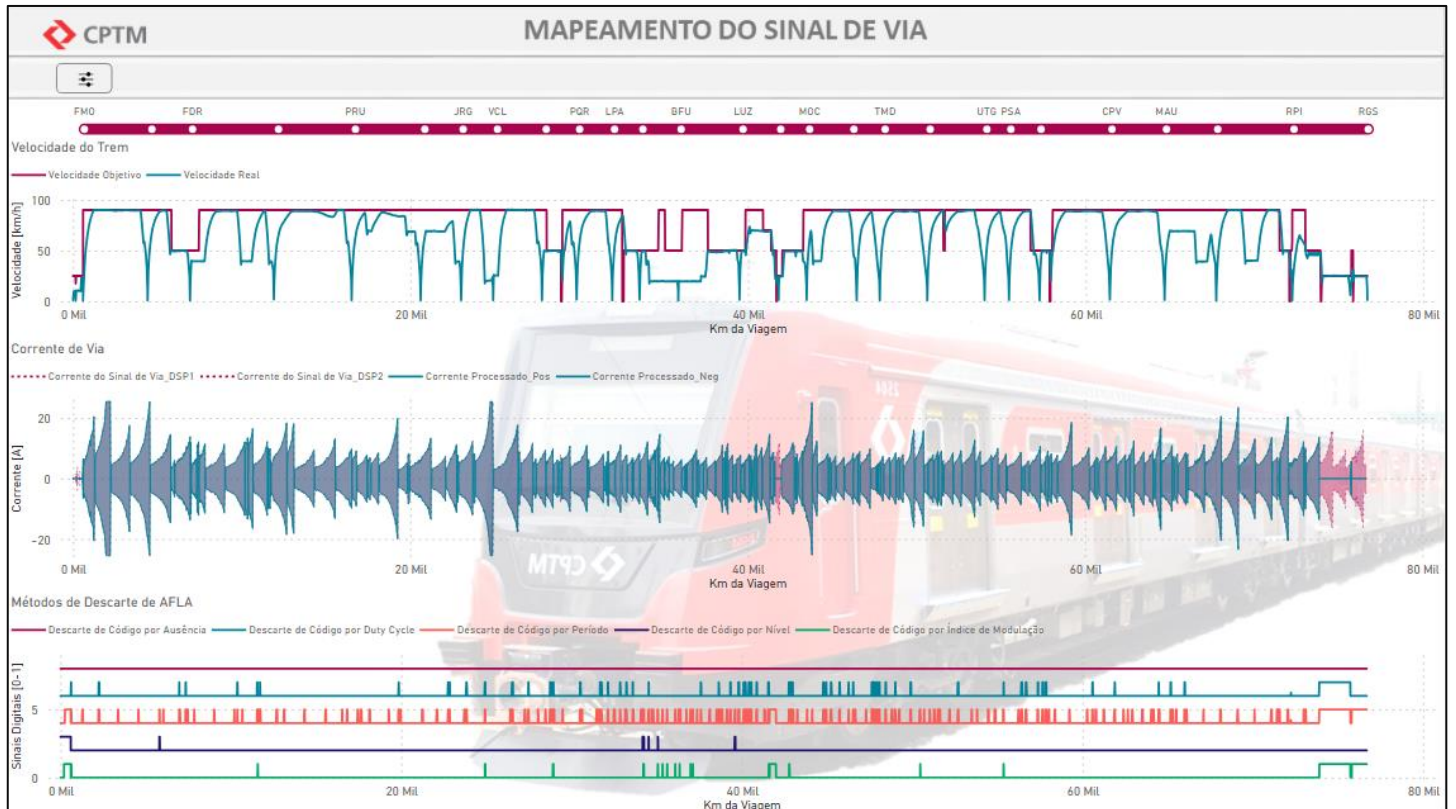 CPTM
MAPEAMENTO DO SINAL DE VIA
FMO FDR PRU JRG VCL PQR LPA BFU LUZ MOC TMD UTG PSA CPV MAU RPI RGS
Velocidade do Trem
Velocidade Objetivo Velocidade Real
Velocidade [km/h]
100
50
0
0 Mil 20 Mil 40 Mil 60 Mil 80 Mil
Km da Viagem
Corrente de Via
Corrente do Sinal de Via_DSP1 Corrente do Sinal de Via_DSP2 Corrente Processado_Pos Corrente Processado_Neg
Corrente [A]
20
0
-20
0 Mil 20 Mil 40 Mil 60 Mil 80 Mil
Km da Viagem
CPTM
Métodos de Descarte de AFLA
Descarte de Código por Ausência Descarte de Código por Duty Cycle Descarte de Código por Período Descarte de Código por Nível Descarte de Código por Índice de Modulação
Sinais Digitais [0-1]
5
0
0 Mil 20 Mil 40 Mil 60 Mil 80 Mil
Km da Viagem